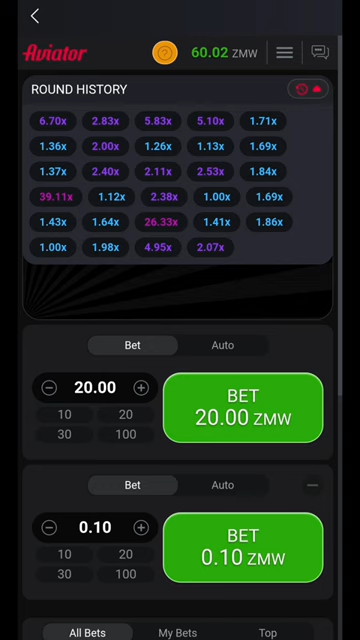 Aviator 60.02 ZMW
ROUND HISTORY
6.70x 2.83x 5.83x 5.10x 1.71x
1.36x 2.00x 1.26x 1.13x 1.69x
1.37x 2.40x 2.11x 2.53x 1.84x
39.11x 1.12x 2.38x 1.00x 1.69x
1.43x 1.64x 26.33x 1.41x 1.86x
1.00x 1.98x 4.95x 2.07x
Bet Auto
20.00
10 20
30 100
BET
20.00 ZMW
Bet Auto
0.10
10 20
30 100
BET
0.10 ZMW
All Bets My Bets Top